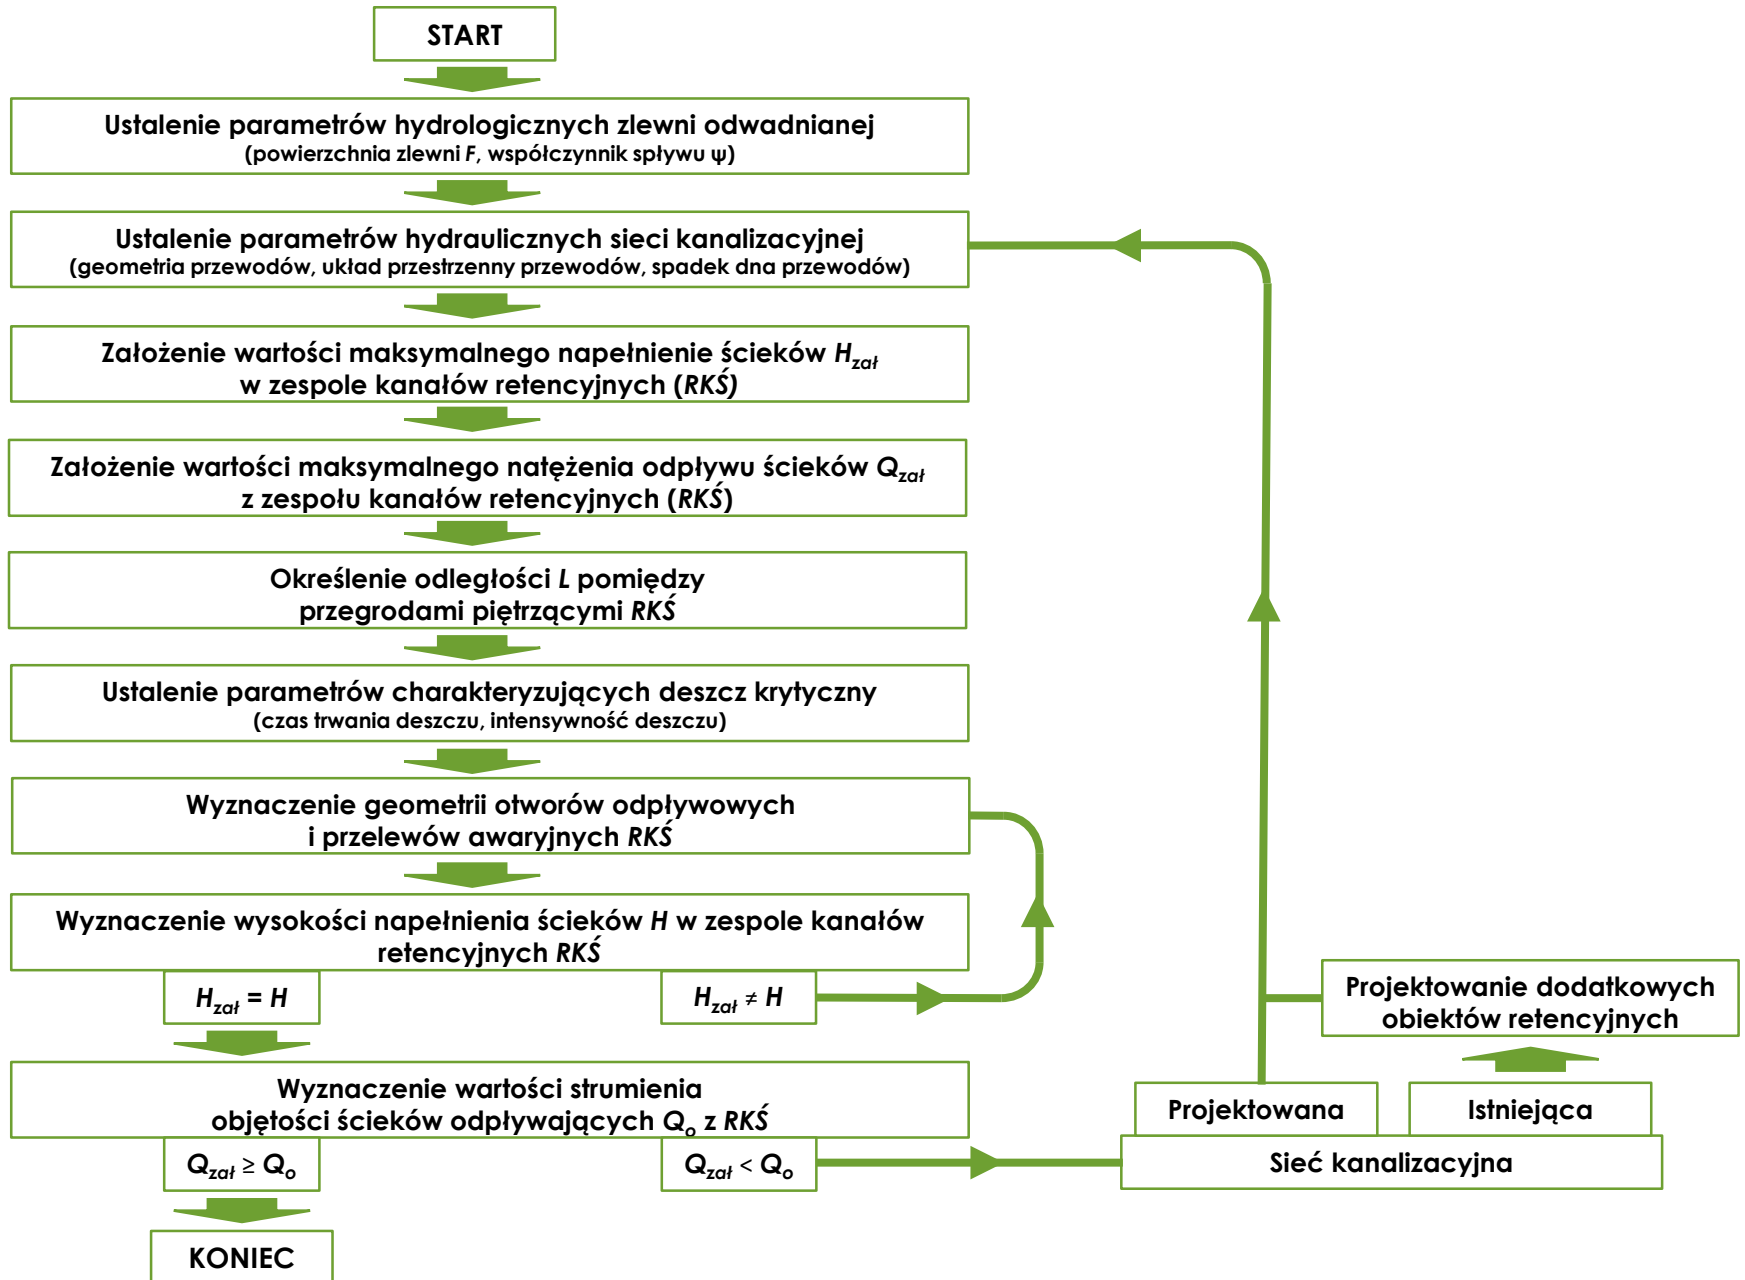 START
Ustalenie parametrów hydrologicznych zlewni odwadnianej
(powierzchnia zlewni F, współczynnik spływu ψ)
Ustalenie parametrów hydraulicznych sieci kanalizacyjnej
(geometria przewodów, układ przestrzenny przewodów, spadek dna przewodów)
Założenie wartości maksymalnego napełnienie ścieków Hzał
w zespole kanałów retencyjnych (RKŚ)
Założenie wartości maksymalnego natężenia odpływu ścieków Qzał
z zespołu kanałów retencyjnych (RKŚ)
Określenie odległości L pomiędzy
przegrodami piętrzącymi RKŚ
Ustalenie parametrów charakteryzujących deszcz krytyczny
(czas trwania deszczu, intensywność deszczu)
Wyznaczenie geometrii otworów odpływowych
i przelewów awaryjnych RKŚ
Wyznaczenie wysokości napełnienia ścieków H w zespole kanałów
retencyjnych RKŚ
Hzał = H
Hzał ≠ H
Wyznaczenie wartości strumienia
objętości ścieków odpływających Qo z RKŚ
Qzał ≥ Qo
Qzał < Qo
KONIEC
Projektowanie dodatkowych
obiektów retencyjnych
Projektowana
Istniejąca
Sieć kanalizacyjna